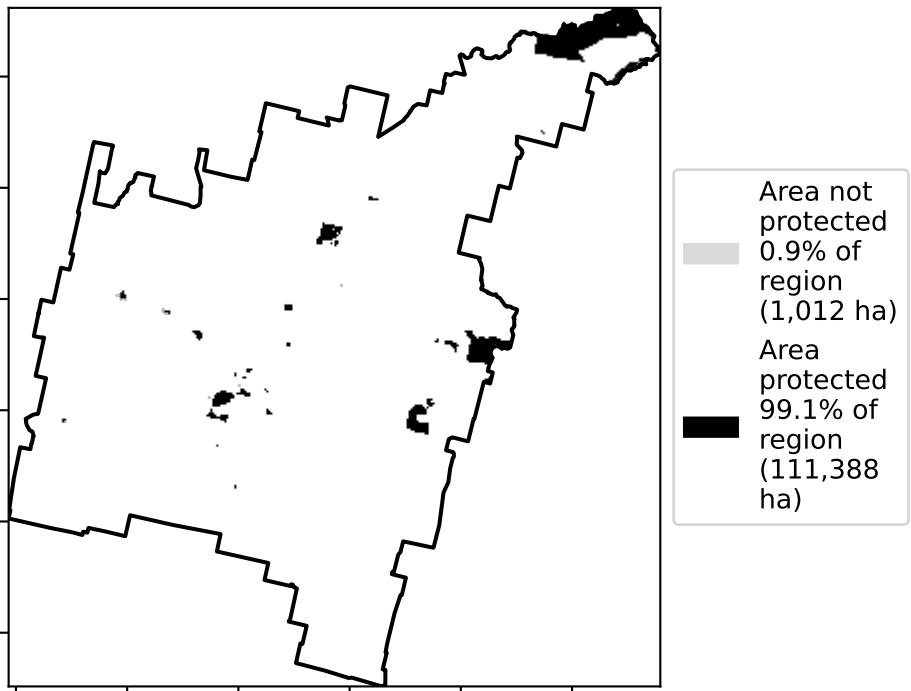 Area not
protected
0.9% of
region
(1,012 ha)
Area
protected
99.1% of
region
(111,388
ha)